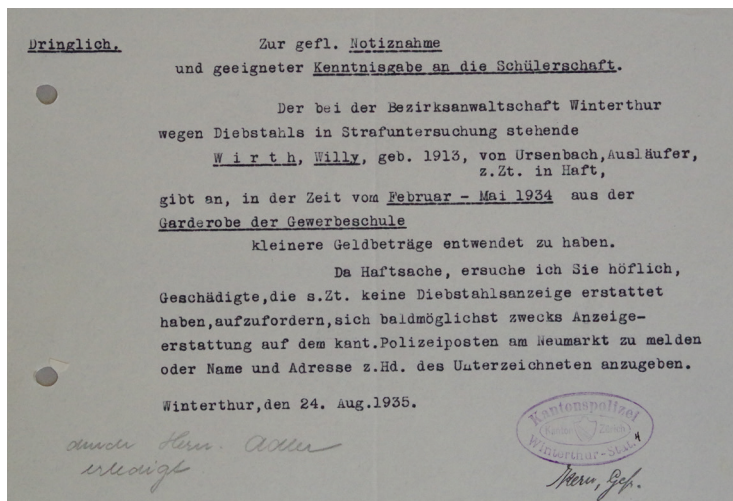 Dringlich. Zur gefl. Notiznahme
und geeigneter Kenntnisgabe an die Schülerschaft.
Der bei der Bezirksanwaltschaft Winterthur
wegen Diebstahls in Strafuntersuchung stehende
W i r t h, Willy, geb. 1913, von Ursenbach,Ausläufer,
z.Zt. in Haft,
gibt an, in der Zeit vom Februar - Mai 1934 aus der
Garderobe der Gewerbeschule
kleinere Geldbeträge entwendet zu haben.
Da Haftsache, ersuche ich Sie höflich,
Geschädigte,die s.Zt. keine Diebstahlsanzeige erstattet
haben,aufzufordern,sich baldmöglichst zwecks Anzeige-
erstattung auf dem kant.Polizeiposten am Neumarkt zu melden
oder Name und Adresse z.Hd. des Unterzeichneten anzugeben.
Winterthur,den 24. Aug.1935.
Kantonspolizei
Zürich
Winterthur-Stat.
durch Herrn Adler
erledigt
Gef.